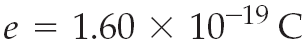 e = 1.60 × 10⁻¹⁹ C